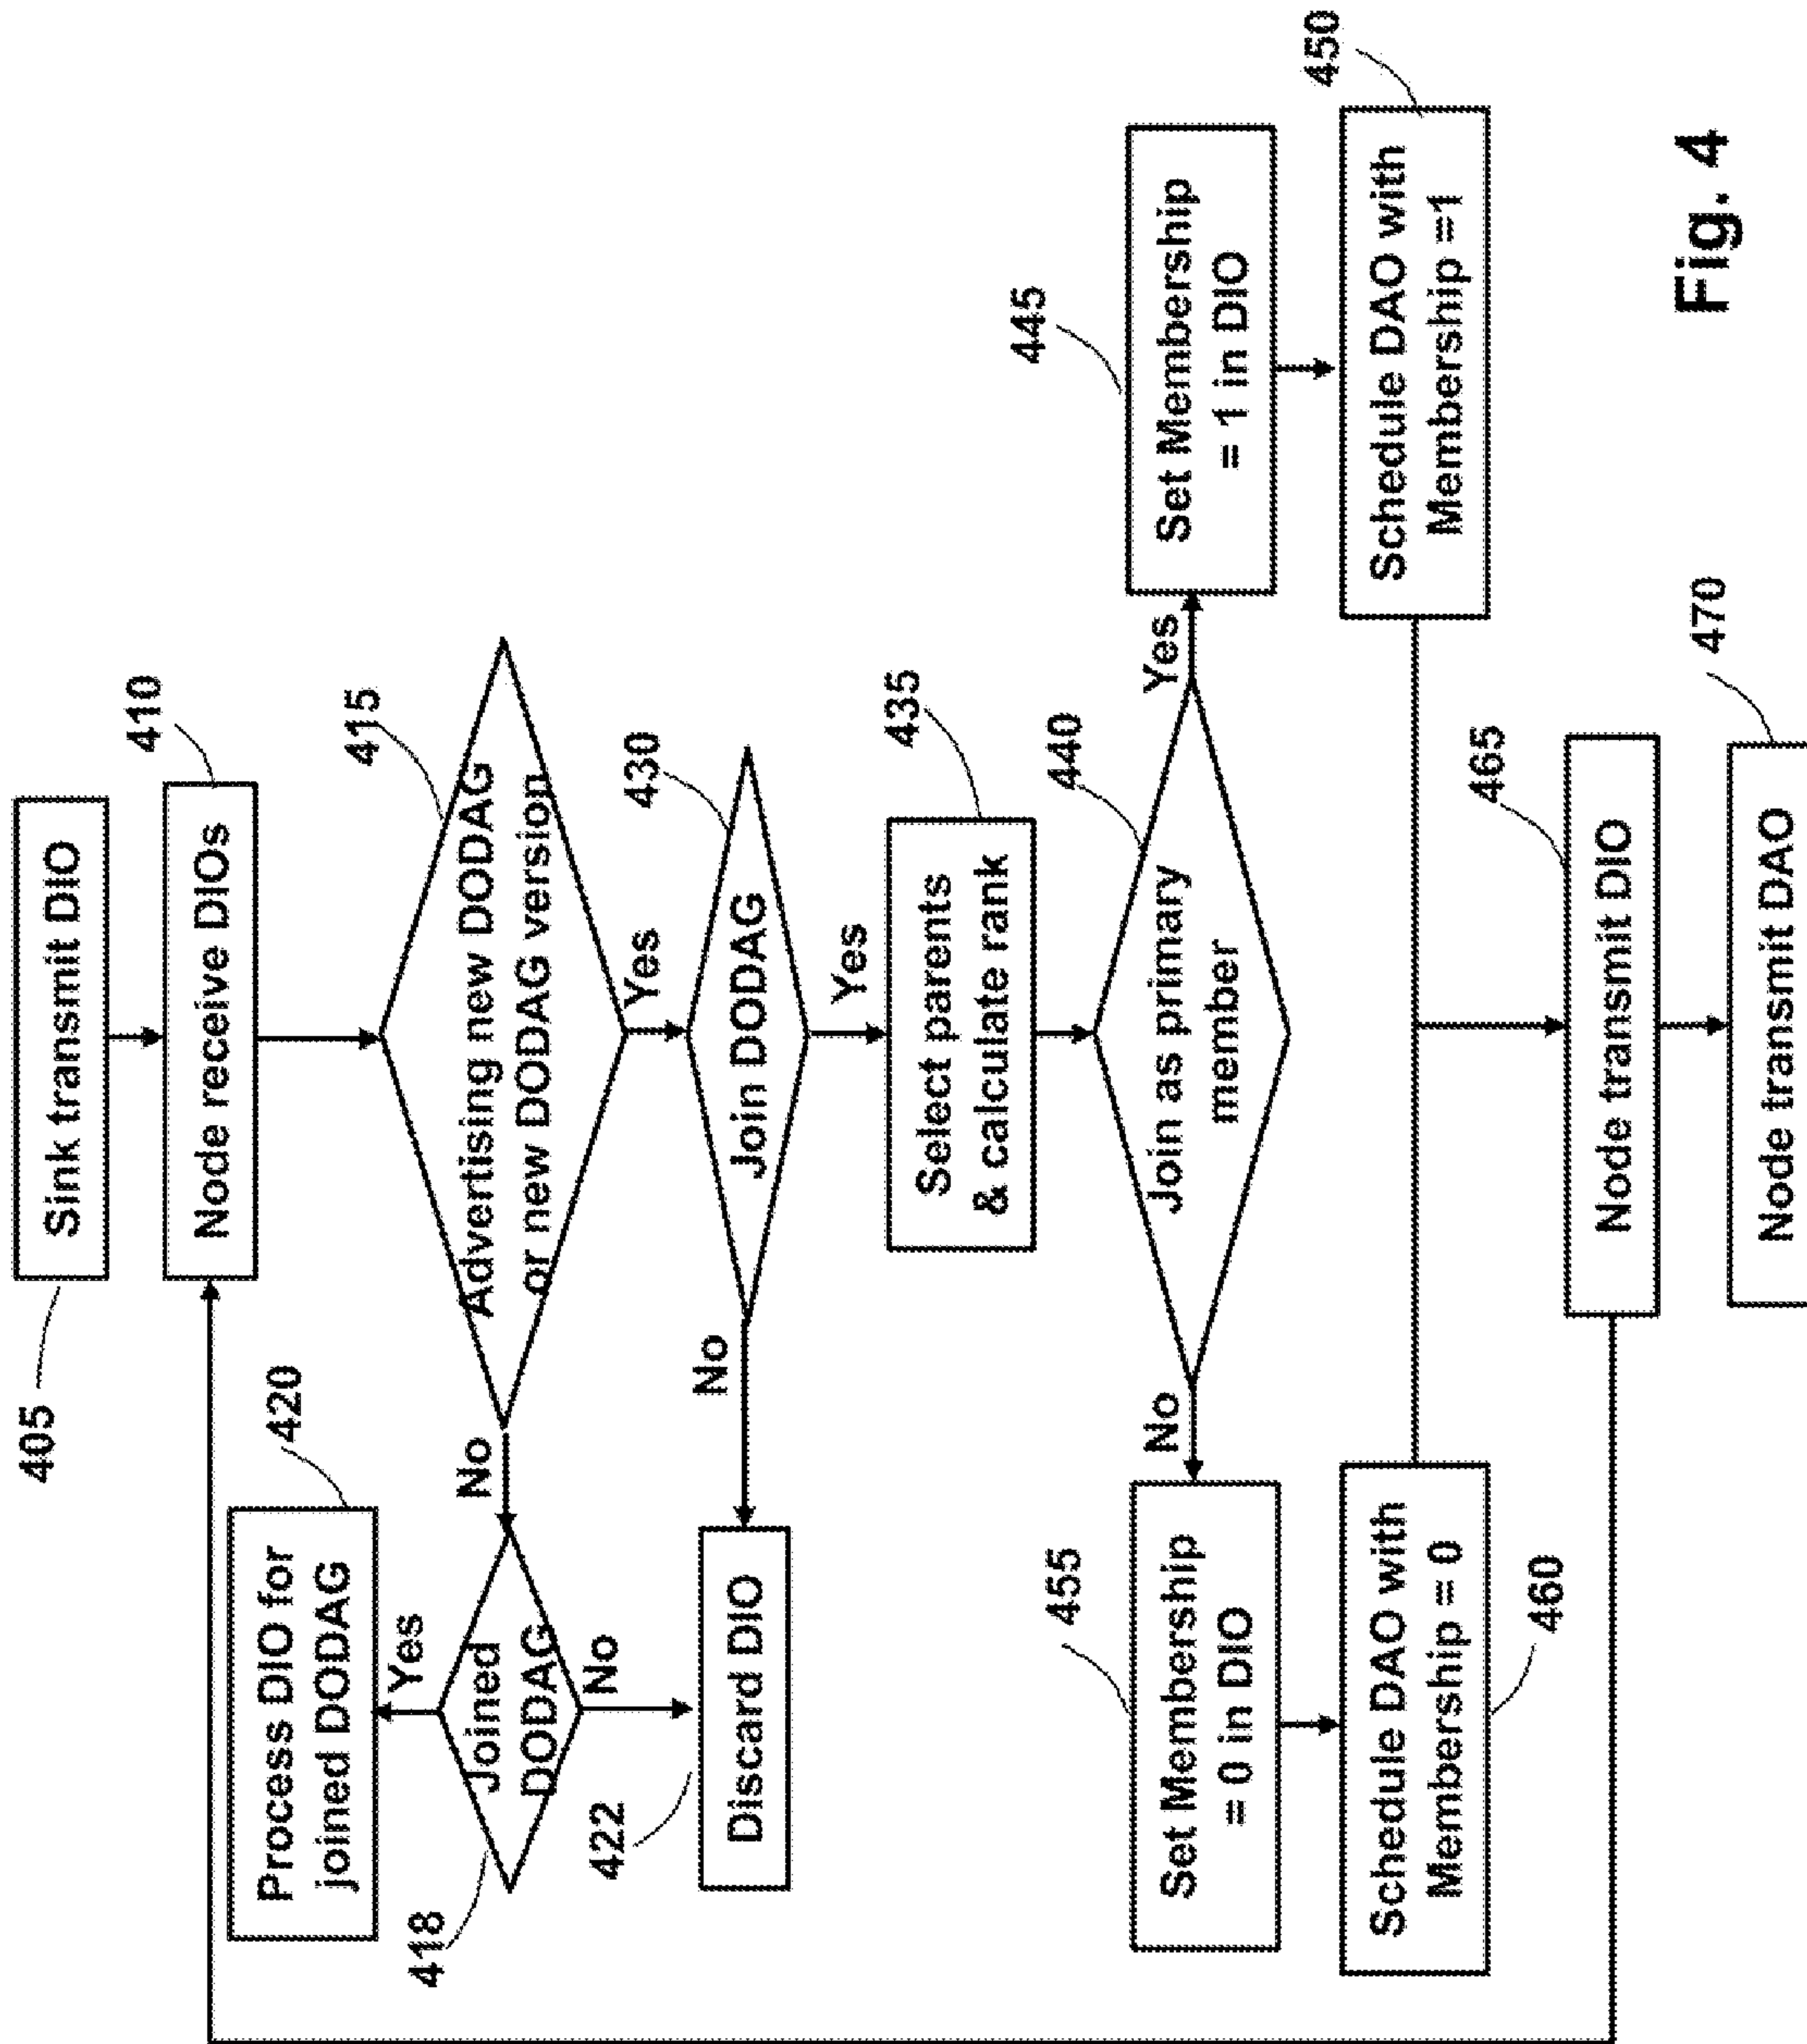 405
Sink transmit DIO
410
Node receive DIOs
415
Advertising new DODAG
or new DODAG version
No
Yes
420
Process DIO for
joined DODAG
Yes
418
Joined
DODAG
No
422
Discard DIO
430
Join DODAG
No
Yes
435
Select parents
& calculate rank
440
Join as primary
member
No
Yes
455
Set Membership
= 0 in DIO
445
Set Membership
= 1 in DIO
460
Schedule DAO with
Membership = 0
450
Schedule DAO with
Membership =1
465
Node transmit DIO
470
Node transmit DAO
Fig. 4